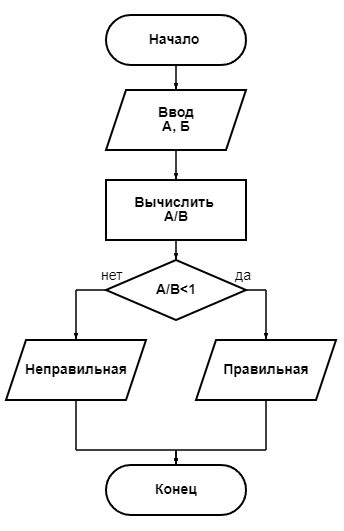 Начало
Ввод
А, Б
Вычислить
А/В
нет
да
А/В<1
Неправильная
Правильная
Конец